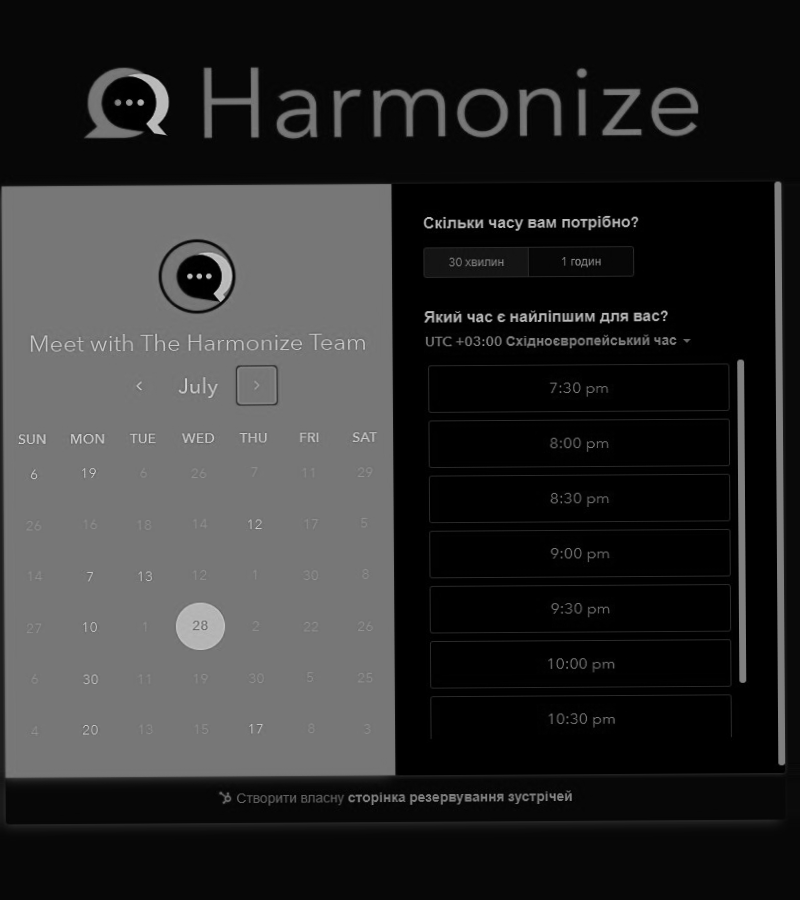 Harmonize
Meet with The Harmonize Team
July
SUN MON TUE WED THU FRI SAT
6 19 6 26 7 11 29
26 16 18 14 12 17 5
14 7 13 12 1 30 8
27 10 1 28 2 22 26
6 30 11 19 30 5 25
4 20 13 15 17 8 3
Скільки часу вам потрібно?
30 хвилин 1 годин
Який час є найліпшим для вас?
UTC +03:00 Східноєвропейський час
7:30 pm
8:00 pm
8:30 pm
9:00 pm
9:30 pm
10:00 pm
10:30 pm
Створити власну сторінка резервування зустрічей